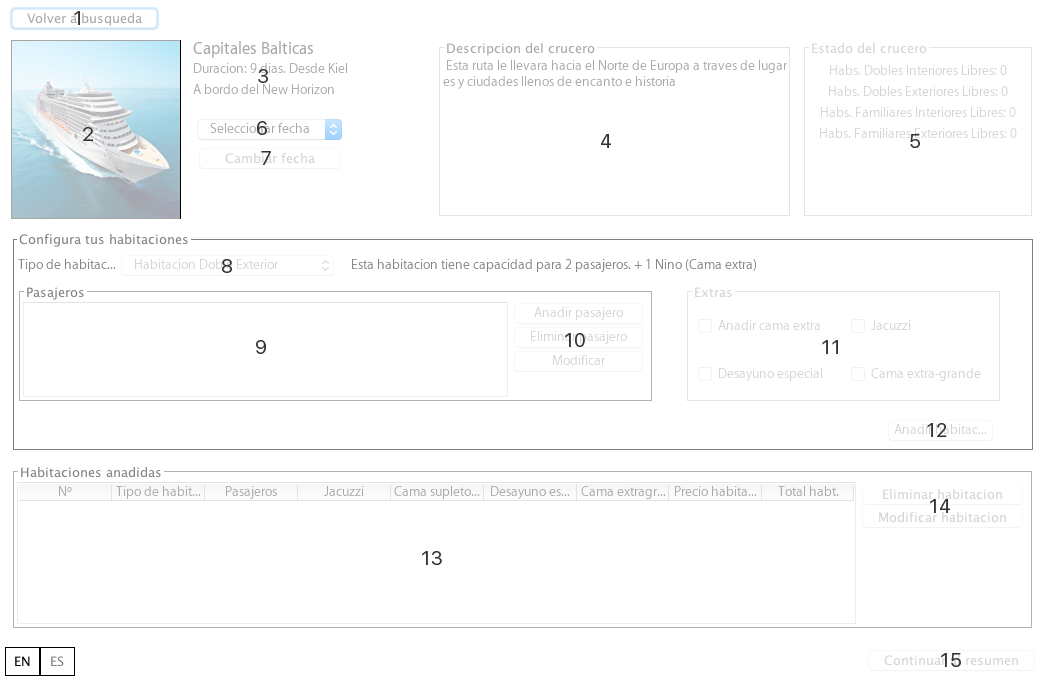 Volver a busqueda
1
2
Capitales Balticas
Duracion: 9 dias. Desde Kiel
3
A bordo del New Horizon
Seleccionar fecha
6
Cambiar fecha
7
Descripcion del crucero
Esta ruta le llevara hacia el Norte de Europa a traves de lugar
es y ciudades llenos de encanto e historia
4
Estado del crucero
Habs. Dobles Interiores Libres: 0
Habs. Dobles Exteriores Libres: 0
Habs. Familiares Interiores Libres: 0
Habs. Familiares Exteriores Libres: 0
5
Configura tus habitaciones
Tipo de habitac...
Habitacion Doble Exterior
8
Esta habitacion tiene capacidad para 2 pasajeros. + 1 Nino (Cama extra)
Pasajeros
9
Anadir pasajero
Eliminar pasajero
10
Modificar
Extras
Anadir cama extra
Jacuzzi
11
Desayuno especial
Cama extra-grande
Anadir habitac...
12
Habitaciones anadidas
Nº Tipo de habit... Pasajeros Jacuzzi Cama supleto... Desayuno es... Cama extragr... Precio habita... Total habt.
13
Eliminar habitacion
14
Modificar habitacion
EN ES
Continuar a resumen
15